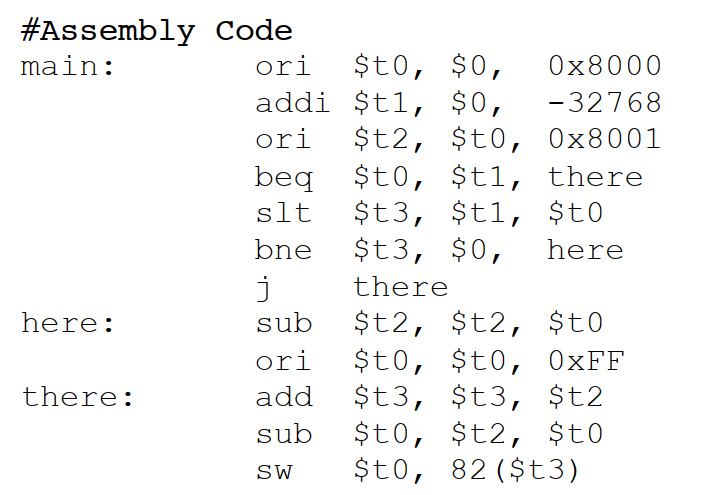 #Assembly Code
main: ori $t0, $0, 0x8000
addi $t1, $0, -32768
ori $t2, $t0, 0x8001
beq $t0, $t1, there
slt $t3, $t1, $t0
bne $t3, $0, here
j there
here: sub $t2, $t2, $t0
ori $t0, $t0, 0xFF
there: add $t3, $t3, $t2
sub $t0, $t2, $t0
sw $t0, 82($t3)